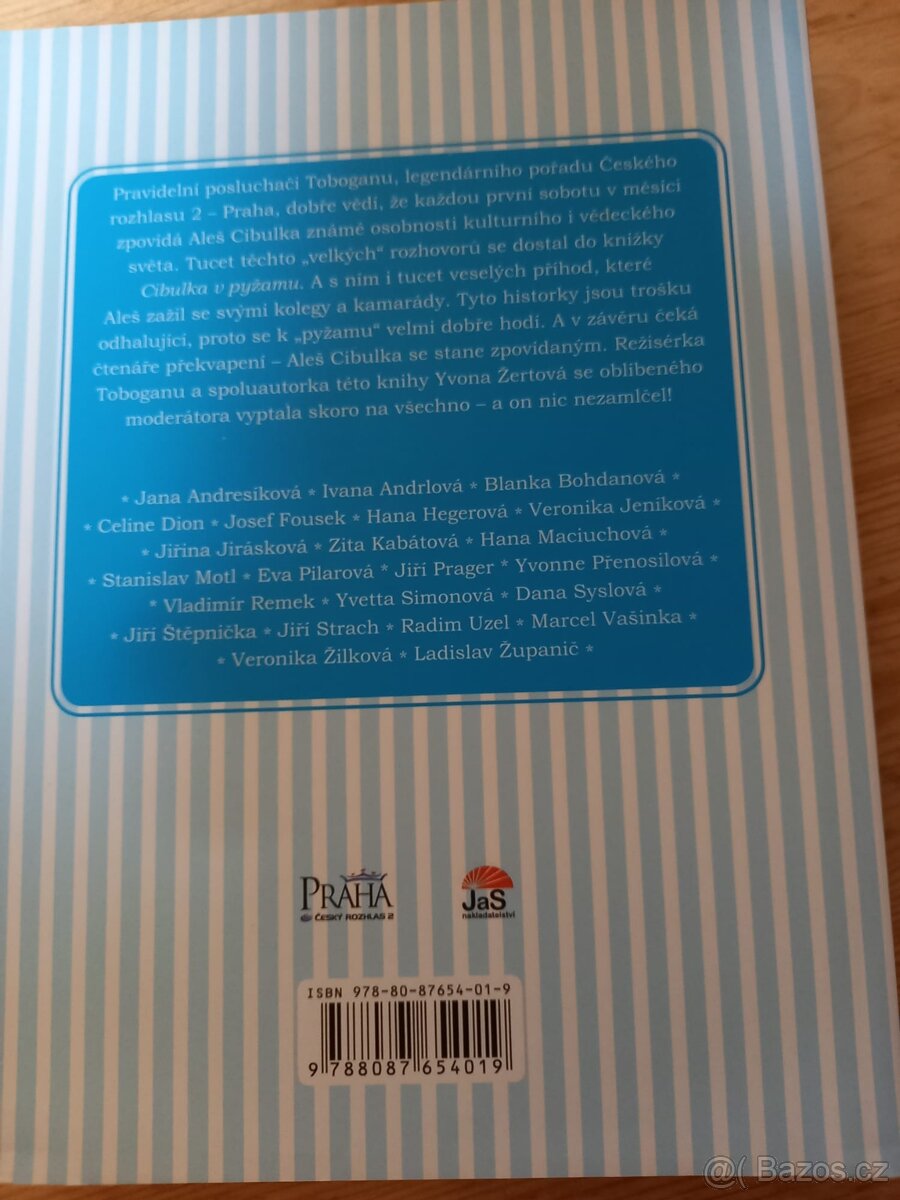 Pravidelní posluchači Toboganu, legendárního pořadu Českého
rozhlasu 2 – Praha, dobře vědí, že každou první sobotu v měsíci
zpovídá Aleš Cibulka známé osobnosti kulturního i vědeckého
světa. Tucet těchto „velkých“ rozhovorů se dostal do knížky
Cibulka v pyžamu. A s ním i tucet veselých příhod, které
Aleš zažil se svými kolegy a kamarády. Tyto historky jsou trošku
odhalující, proto se k „pyžamu“ velmi dobře hodí. A v závěru čeká
čtenáře překvapení – Aleš Cibulka se stane zpovídaným. Režisérka
Toboganu a spoluautorka této knihy Yvona Žertová se oblíbeného
moderátora vyptala skoro na všechno – a on nic nezamlčel!
* Jana Andresíková * Ivana Andrlová * Blanka Bohdanová *
* Celine Dion * Josef Fousek * Hana Hegerová * Veronika Jeníková *
* Jiřina Jirásková * Zita Kabátová * Hana Maciuchová *
* Stanislav Motl * Eva Pilarová * Jiří Prager * Yvonne Přenosilová *
* Vladimír Remek * Yvetta Simonová * Dana Syslová *
* Jiří Štěpnička * Jiří Strach * Radim Uzel * Marcel Vašinka *
* Veronika Žilková * Ladislav Županič *
PRAHA
ČESKÝ ROZHLAS 2
JaS
nakladatelství
ISBN 978-80-87654-01-9
9 788087 654019
@( Bazos.cz